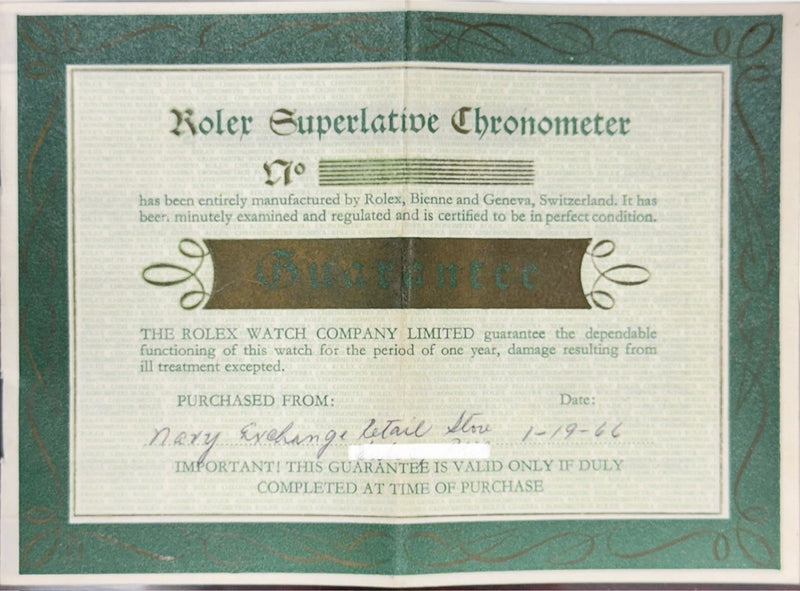 Rolex Superlative Chronometer
Nº
has been entirely manufactured by Rolex, Bienne and Geneva, Switzerland. It has
been minutely examined and regulated and is certified to be in perfect condition.
Guarantee
THE ROLEX WATCH COMPANY LIMITED guarantee the dependable
functioning of this watch for the period of one year, damage resulting from
ill treatment excepted.
PURCHASED FROM: Date:
Navy Exchange Retail Store 1-19-66
IMPORTANT! THIS GUARANTEE IS VALID ONLY IF DULY
COMPLETED AT TIME OF PURCHASE